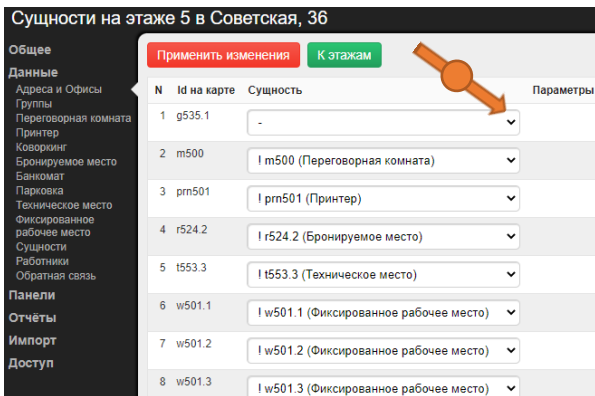 Сущности на этаже 5 в Советская, 36
Общее
Данные
Адреса и Офисы
Группы
Переговорная комната
Принтер
Коворкинг
Бронируемое место
Банкомат
Парковка
Техническое место
Фиксированное
рабочее место
Сущности
Работники
Обратная связь
Панели
Отчёты
Импорт
Доступ
Применить изменения К этажам
N Id на карте Сущность Параметры
1 g535.1 -
2 m500 ! m500 (Переговорная комната)
3 prn501 ! prn501 (Принтер)
4 r524.2 ! r524.2 (Бронируемое место)
5 t553.3 ! t553.3 (Техническое место)
6 w501.1 ! w501.1 (Фиксированное рабочее место)
7 w501.2 ! w501.2 (Фиксированное рабочее место)
8 w501.3 ! w501.3 (Фиксированное рабочее место)